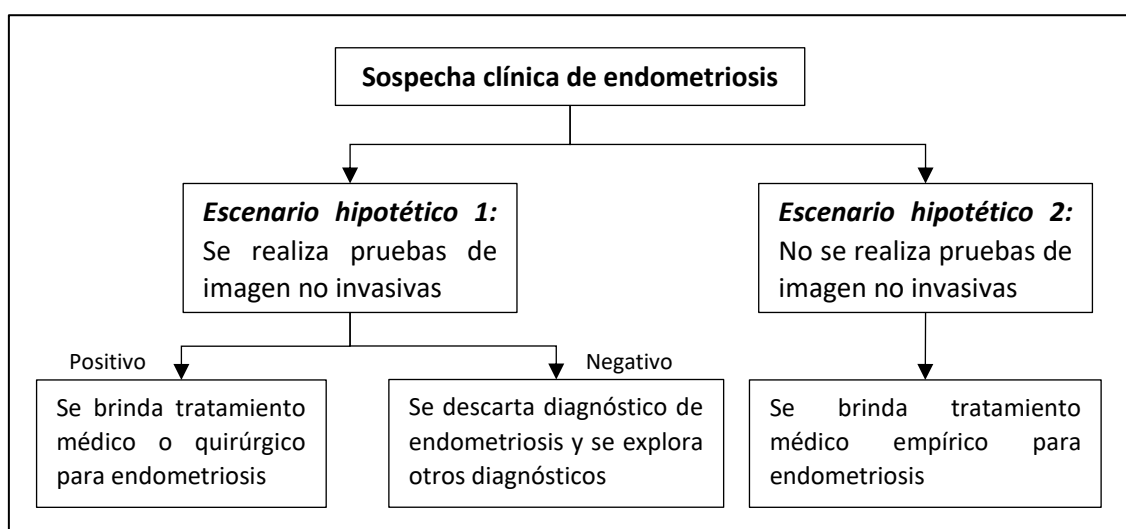 Sospecha clínica de endometriosis
Escenario hipotético 1:
Se realiza pruebas de
imagen no invasivas
Escenario hipotético 2:
No se realiza pruebas de
imagen no invasivas
Positivo
Negativo
Se brinda tratamiento
médico o quirúrgico
para endometriosis
Se descarta diagnóstico de
endometriosis y se explora
otros diagnósticos
Se brinda tratamiento
médico empírico para
endometriosis